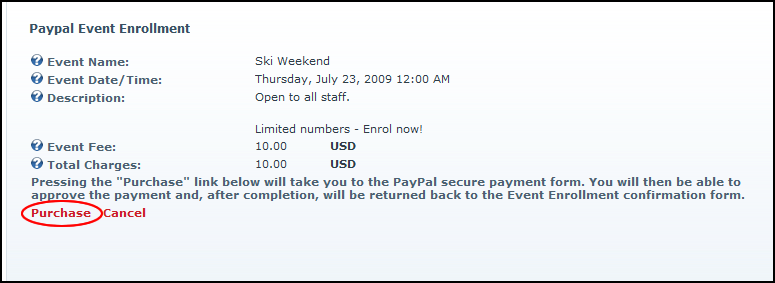 Paypal Event Enrollment
Event Name: Ski Weekend
Event Date/Time: Thursday, July 23, 2009 12:00 AM
Description: Open to all staff.
Limited numbers - Enrol now!
Event Fee: 10.00 USD
Total Charges: 10.00 USD
Pressing the "Purchase" link below will take you to the PayPal secure payment form. You will then be able to
approve the payment and, after completion, will be returned back to the Event Enrollment confirmation form.
Purchase Cancel